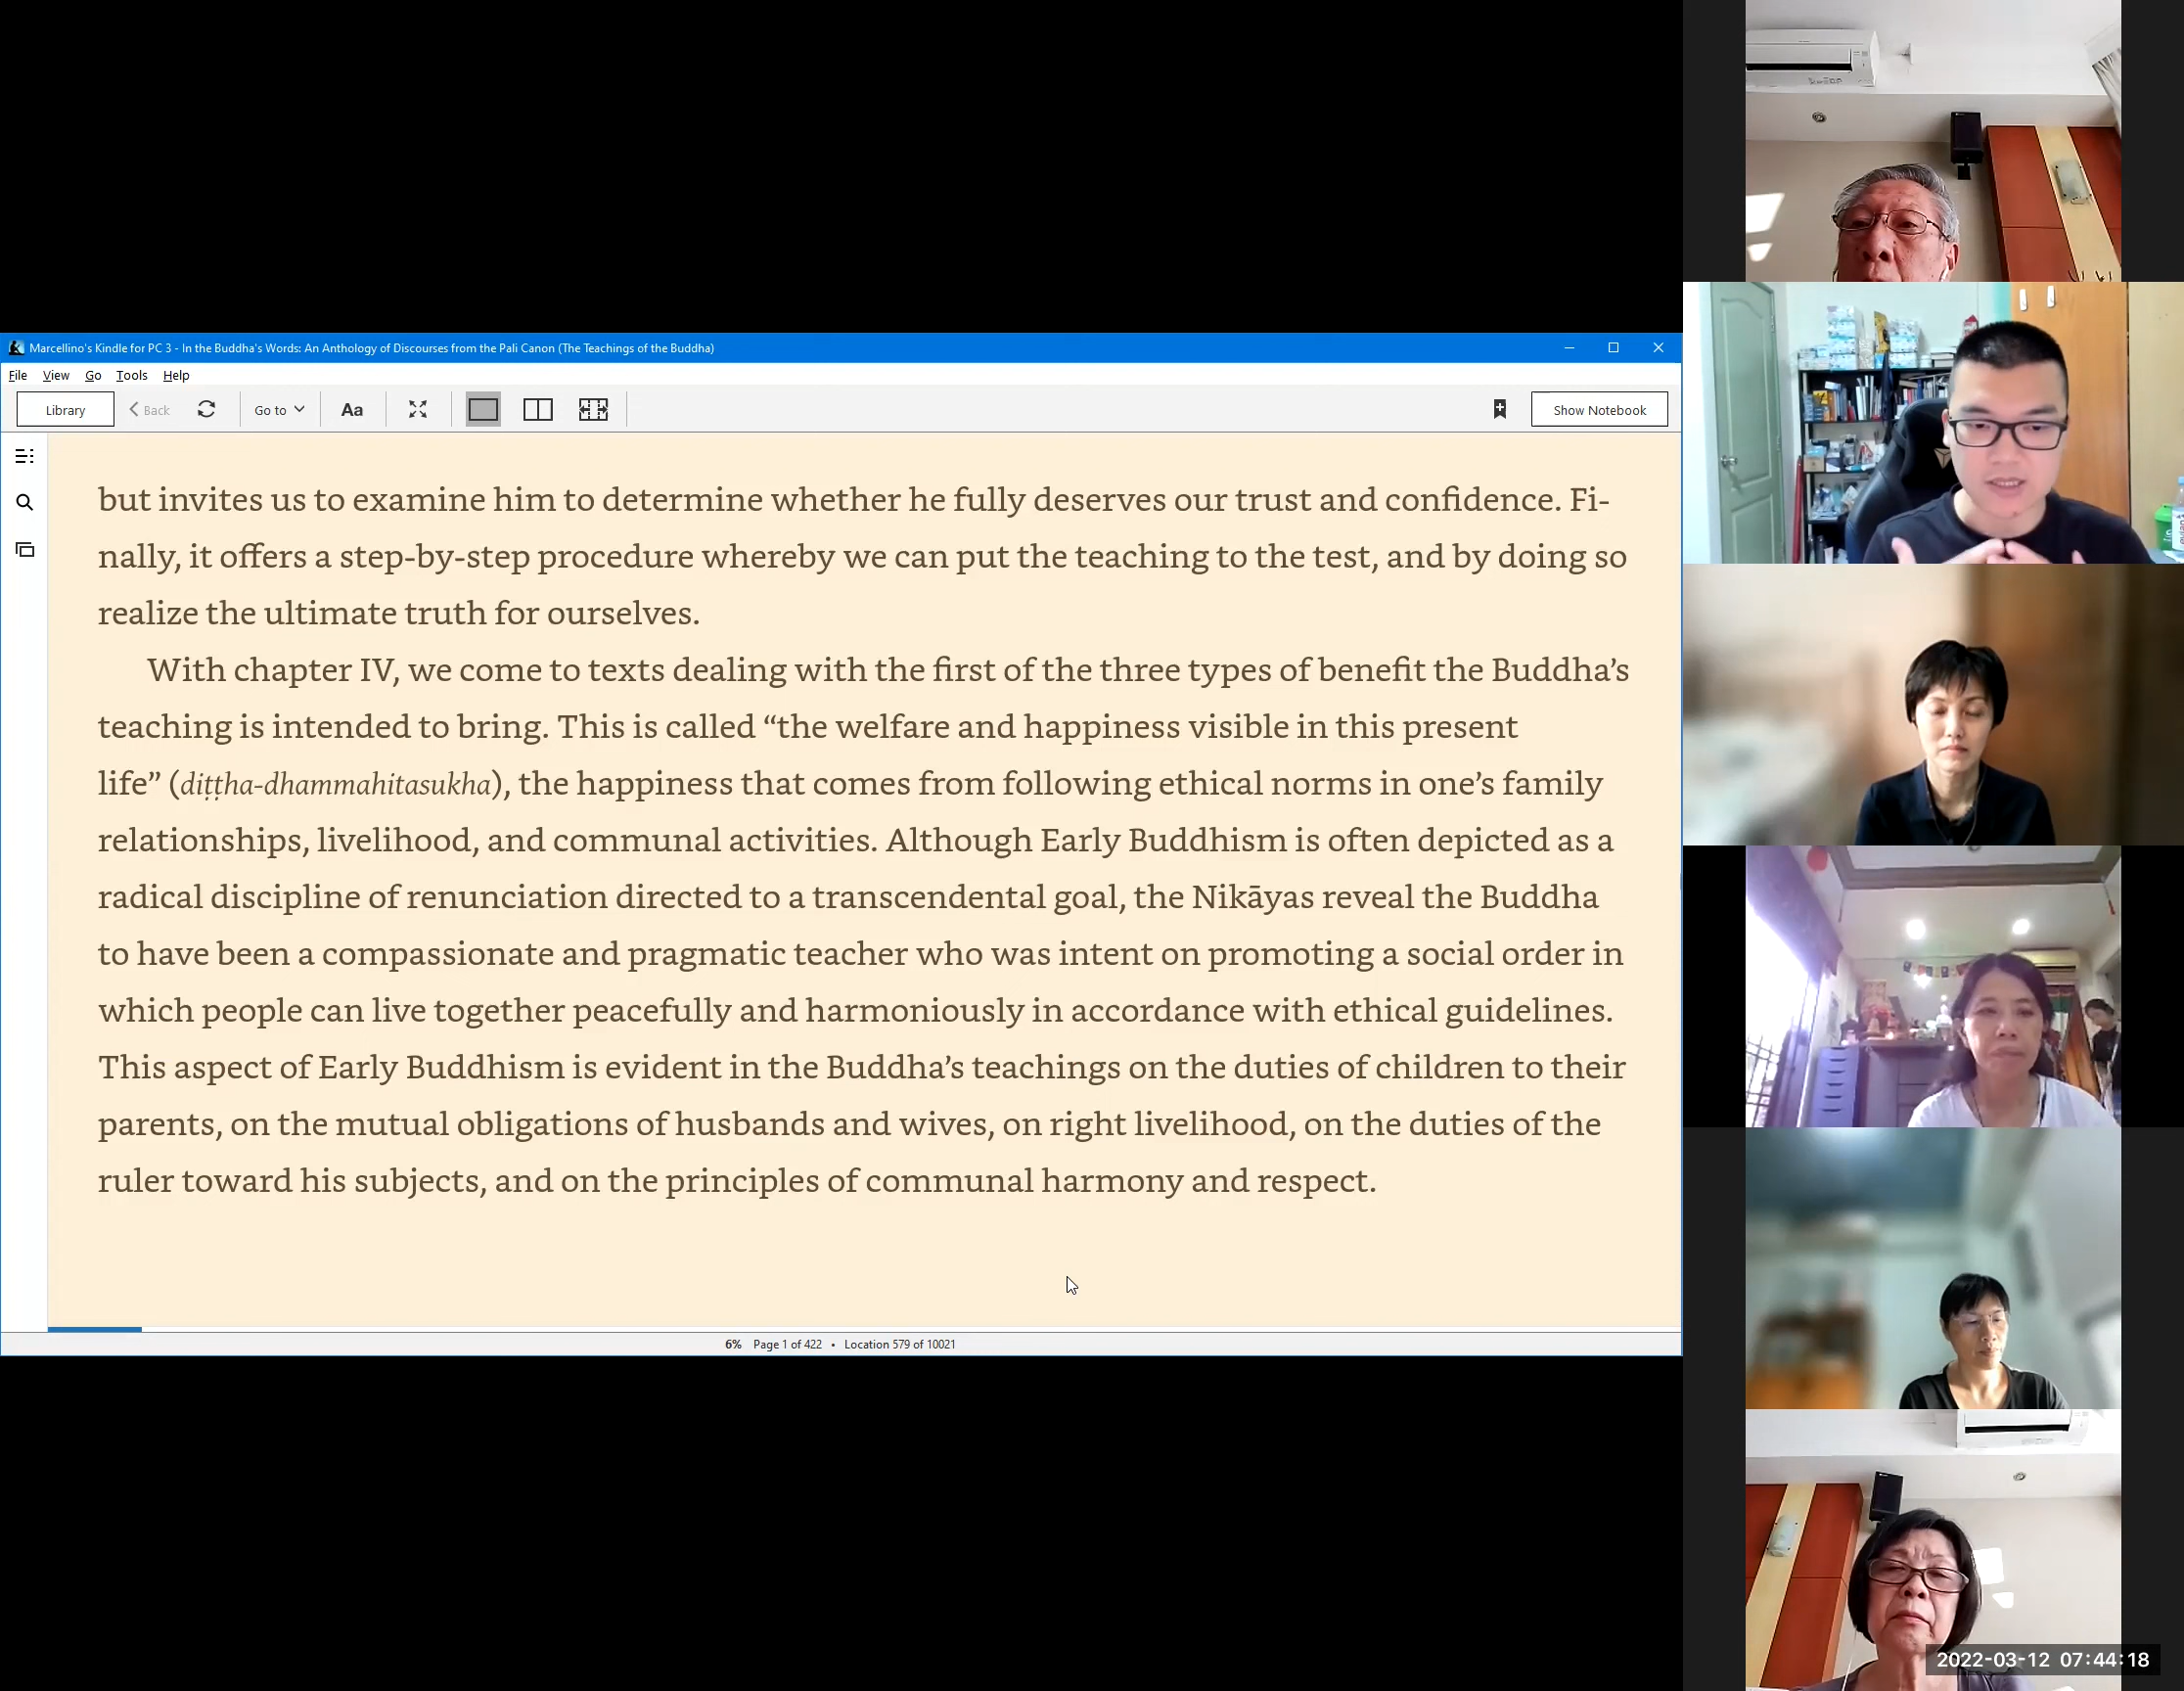 Marcellino's Kindle for PC 3 - In the Buddha's Words: An Anthology of Discourses from the Pali Canon (The Teachings of the Buddha)
File View Go Tools Help
Library Back Go to Aa Show Notebook
but invites us to examine him to determine whether he fully deserves our trust and confidence. Fi-
nally, it offers a step-by-step procedure whereby we can put the teaching to the test, and by doing so
realize the ultimate truth for ourselves.
With chapter IV, we come to texts dealing with the first of the three types of benefit the Buddha’s
teaching is intended to bring. This is called “the welfare and happiness visible in this present
life” (diṭṭha-dhammahitasukha), the happiness that comes from following ethical norms in one’s family
relationships, livelihood, and communal activities. Although Early Buddhism is often depicted as a
radical discipline of renunciation directed to a transcendental goal, the Nikāyas reveal the Buddha
to have been a compassionate and pragmatic teacher who was intent on promoting a social order in
which people can live together peacefully and harmoniously in accordance with ethical guidelines.
This aspect of Early Buddhism is evident in the Buddha’s teachings on the duties of children to their
parents, on the mutual obligations of husbands and wives, on right livelihood, on the duties of the
ruler toward his subjects, and on the principles of communal harmony and respect.
6% Page 1 of 422 • Location 579 of 10021
2022-03-12 07:44:18